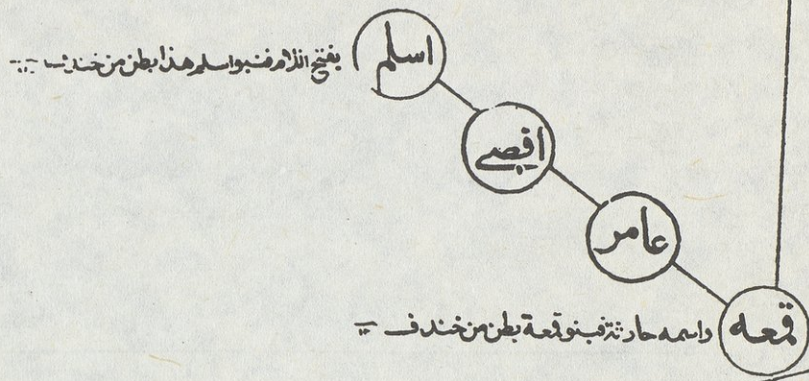 اسلم
بفتح اللام فبنو اسلم هذا بطن من خندف
افصى
عامر
قمعه
واسمه حارثة فبنو قمعة بطن من خندف